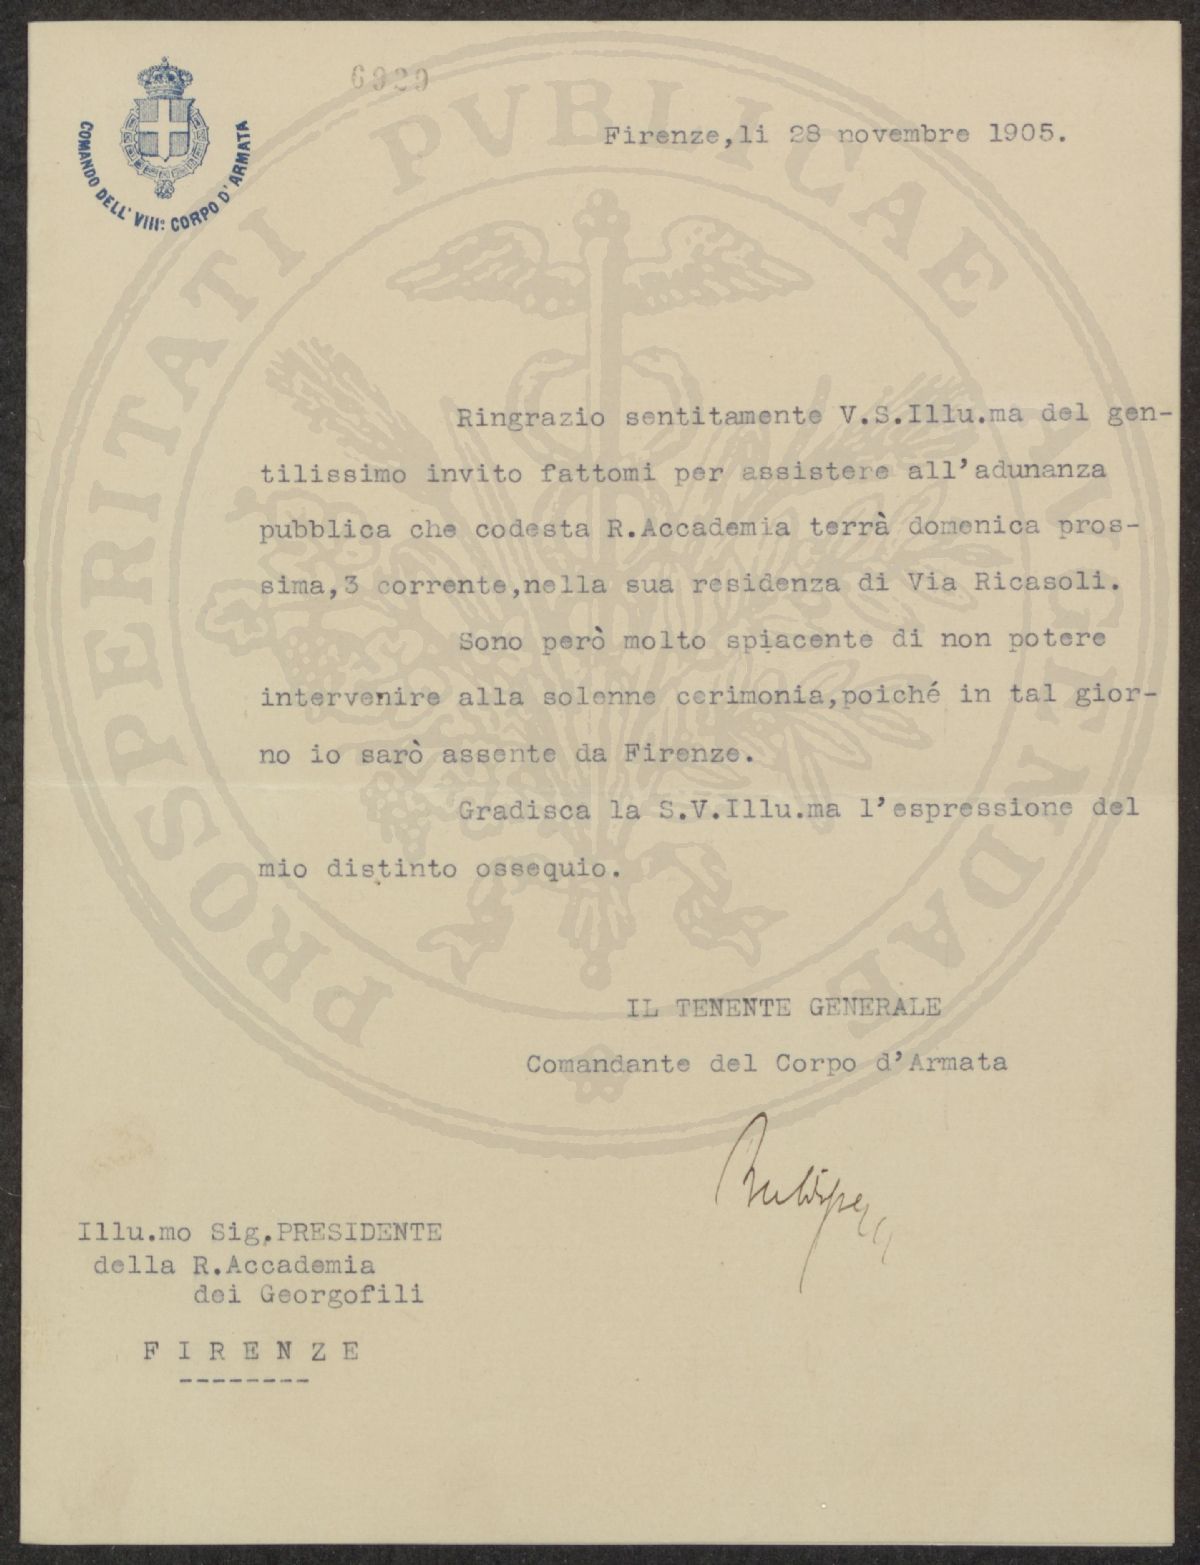 6929
COMANDO DELL' VIII° CORPO D'ARMATA
Firenze,li 28 novembre 1905.
Ringrazio sentitamente V.S.Illu.ma del gen-
tilissimo invito fattomi per assistere all'adunanza
pubblica che codesta R.Accademia terrà domenica pros-
sima,3 corrente,nella sua residenza di Via Ricasoli.
Sono però molto spiacente di non potere
intervenire alla solenne cerimonia,poiché in tal gior-
no io sarò assente da Firenze.
Gradisca la S.V.Illu.ma l'espressione del
mio distinto ossequio.
IL TENENTE GENERALE
Comandante del Corpo d'Armata
Illu.mo Sig.PRESIDENTE
della R.Accademia
dei Georgofili
F I R E N Z E
--------
PROSPERITATI PVBLICAE AVGENDAE